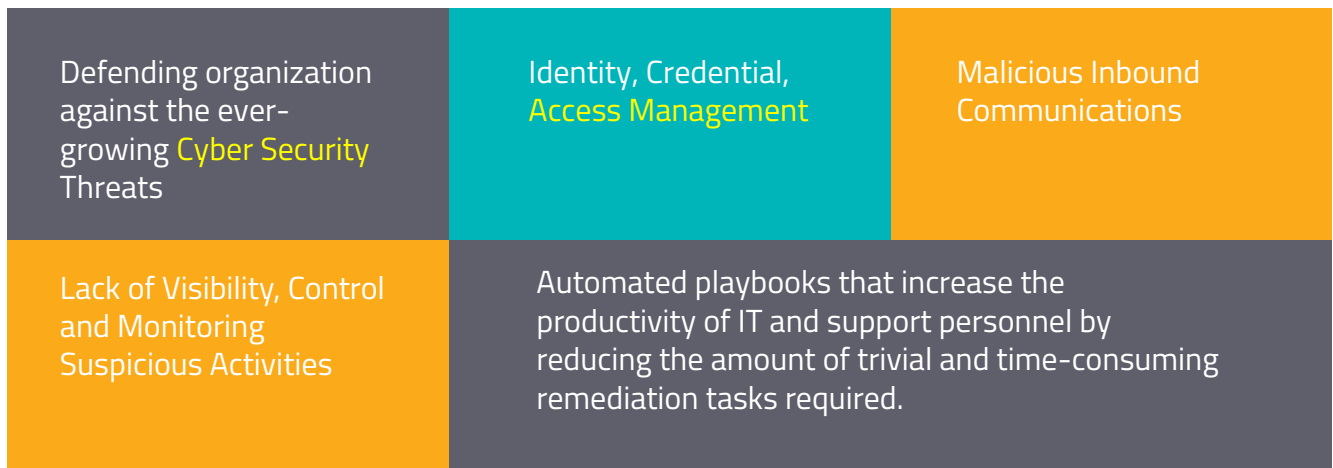 Defending organization
against the ever-
growing Cyber Security
Threats
Identity, Credential,
Access Management
Malicious Inbound
Communications
Lack of Visibility, Control
and Monitoring
Suspicious Activities
Automated playbooks that increase the
productivity of IT and support personnel by
reducing the amount of trivial and time-consuming
remediation tasks required.